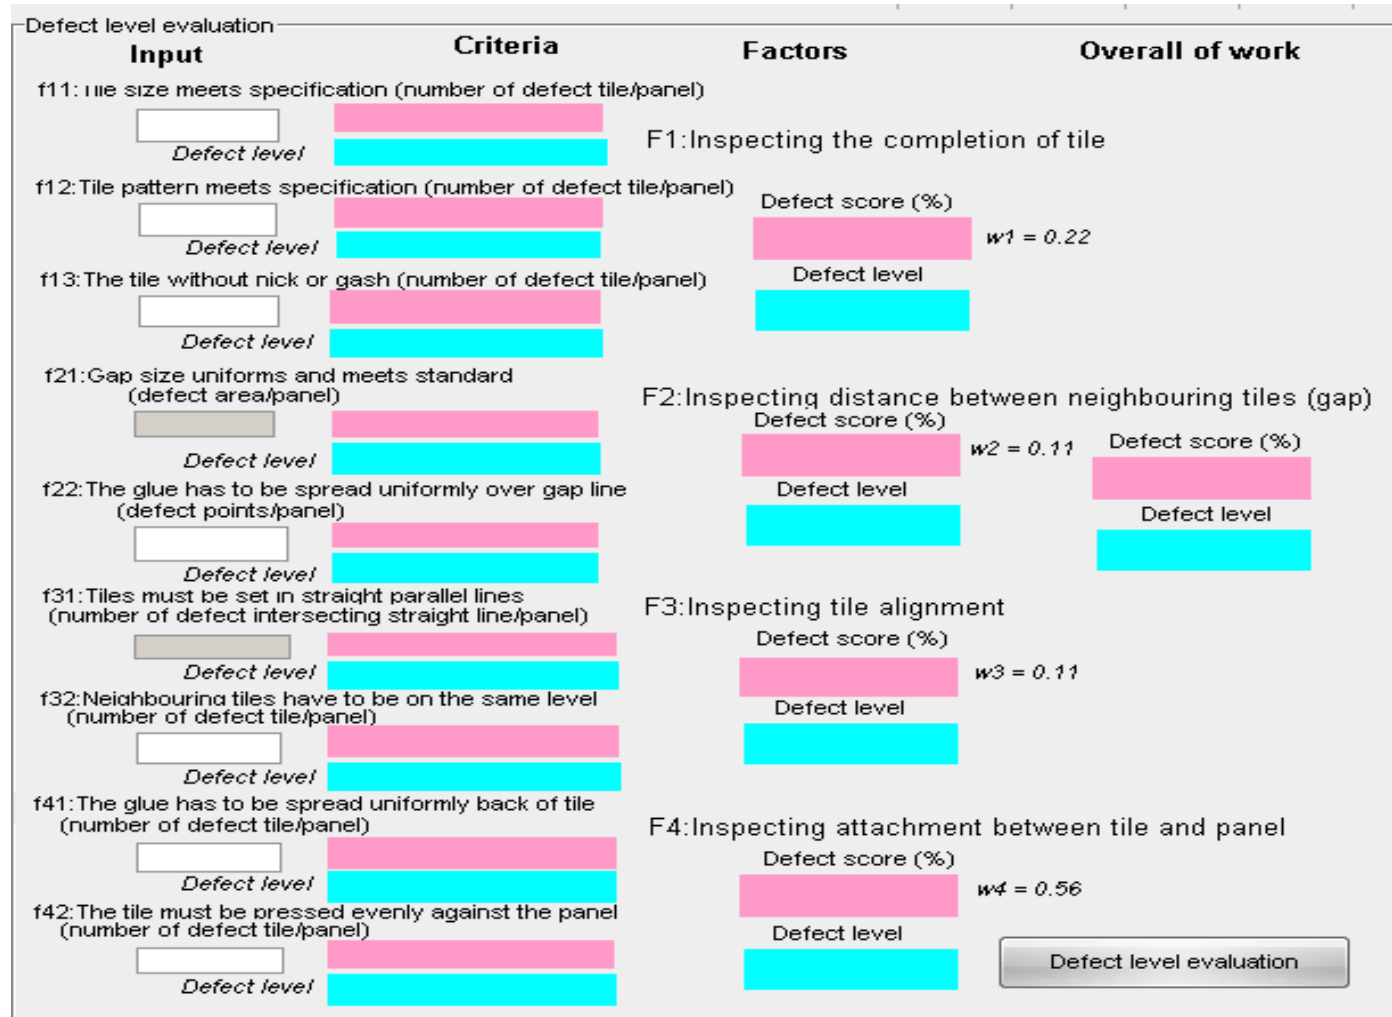 Defect level evaluation
Input
Criteria
Factors
Overall of work
f11: Tile size meets specification (number of defect tile/panel)
Defect level
F1:Inspecting the completion of tile
f12:Tile pattern meets specification (number of defect tile/panel)
Defect level
Defect score (%)
w1 = 0.22
Defect level
f13:The tile without nick or gash (number of defect tile/panel)
Defect level
f21:Gap size uniforms and meets standard
(defect area/panel)
Defect level
F2:Inspecting distance between neighbouring tiles (gap)
Defect score (%)
w2 = 0.11
Defect level
Defect score (%)
Defect level
f22:The glue has to be spread uniformly over gap line
(defect points/panel)
Defect level
f31:Tiles must be set in straight parallel lines
(number of defect intersecting straight line/panel)
Defect level
F3:Inspecting tile alignment
Defect score (%)
w3 = 0.11
Defect level
f32:Neighbouring tiles have to be on the same level
(number of defect tile/panel)
Defect level
f41:The glue has to be spread uniformly back of tile
(number of defect tile/panel)
Defect level
F4:Inspecting attachment between tile and panel
Defect score (%)
w4 = 0.56
Defect level
f42:The tile must be pressed evenly against the panel
(number of defect tile/panel)
Defect level
Defect level evaluation